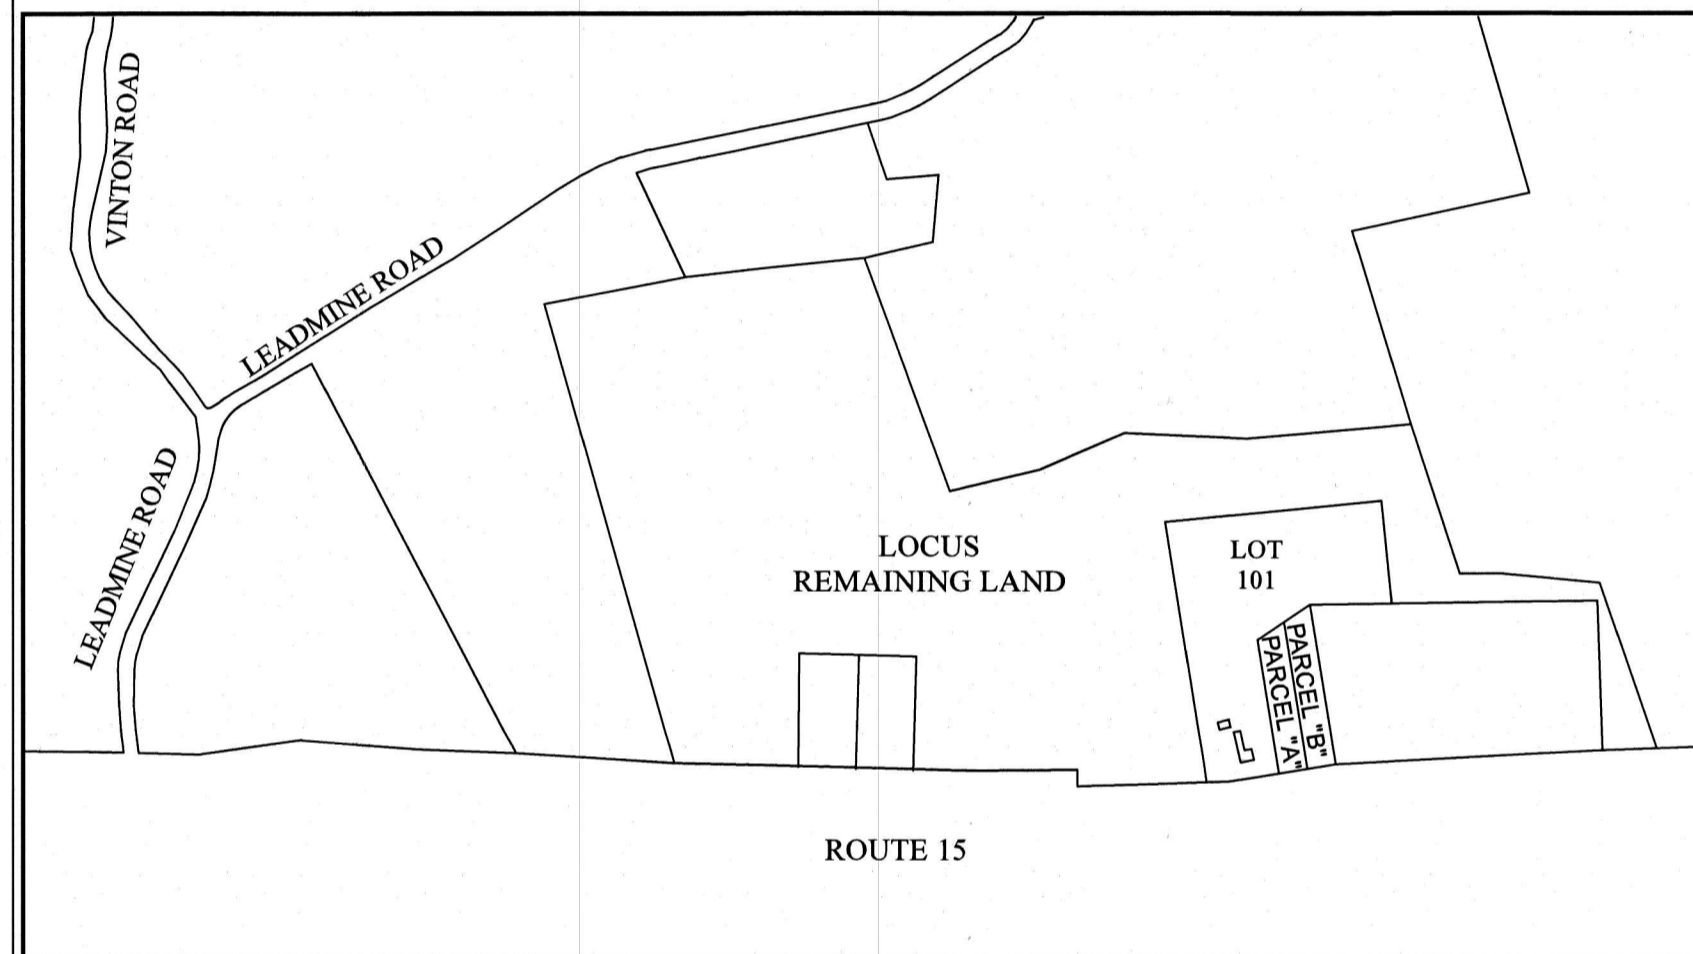 VINTON ROAD
LEADMINE ROAD
LEADMINE ROAD
LOCUS
REMAINING LAND
LOT
101
PARCEL "B"
PARCEL "A"
ROUTE 15